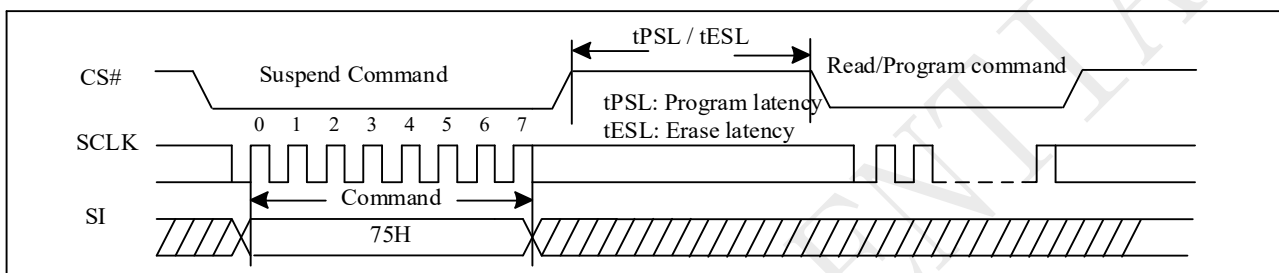 tPSL / tESL
CS# Suspend Command Read/Program command
tPSL: Program latency
tESL: Erase latency
0 1 2 3 4 5 6 7
SCLK
Command
SI
75H